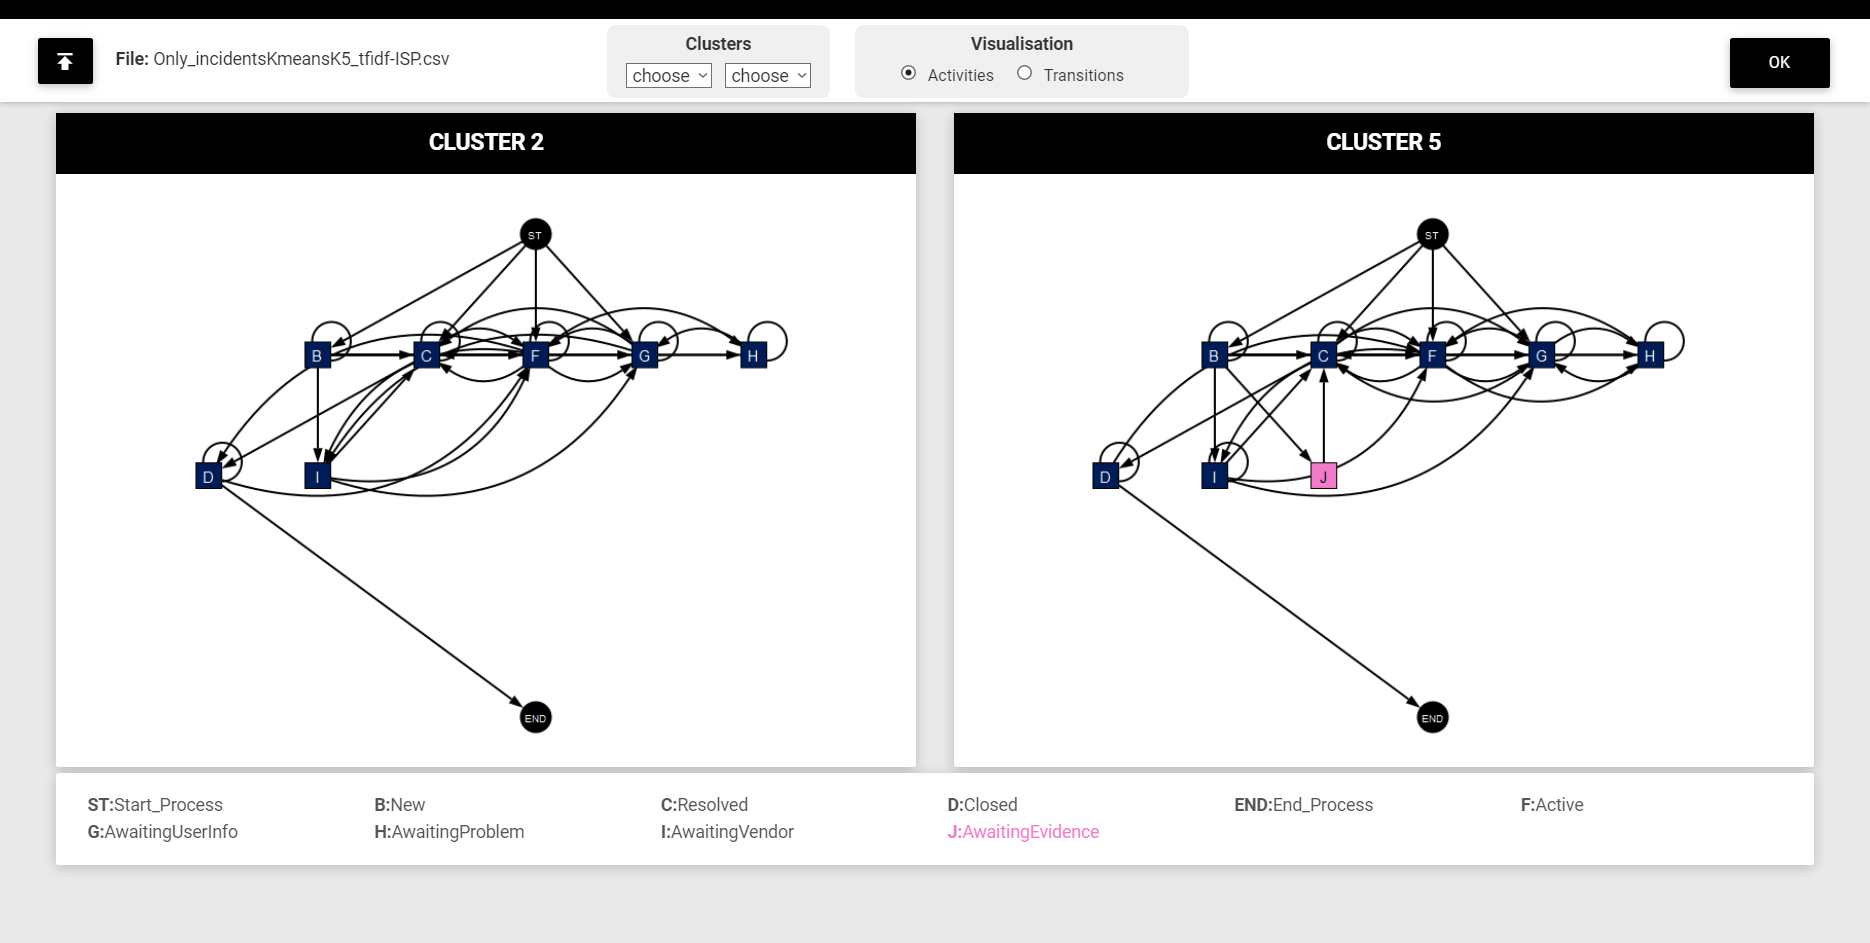 File: Only_incidentsKmeansK5_tfidf-ISP.csv
Clusters
choose choose
Visualisation
Activities Transitions
OK
CLUSTER 2
ST
B C F G H
D I
END
CLUSTER 5
ST
B C F G H
D I J
END
ST:Start_Process B:New C:Resolved D:Closed END:End_Process F:Active
G:AwaitingUserInfo H:AwaitingProblem I:AwaitingVendor J:AwaitingEvidence